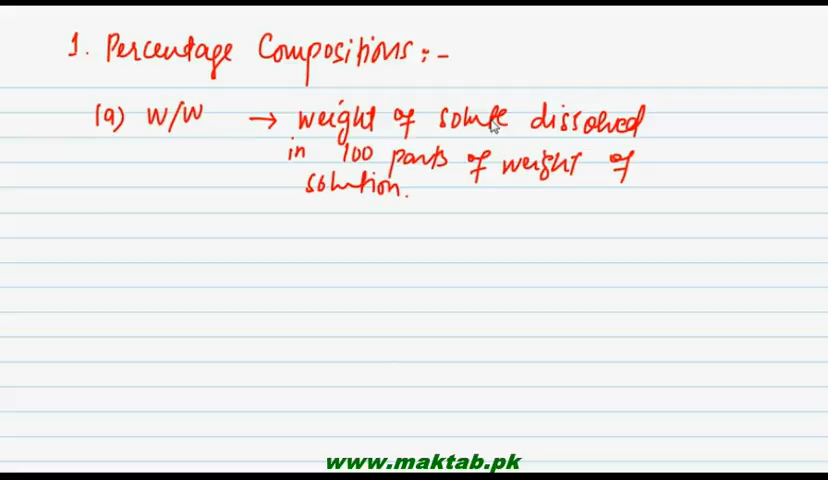 1. Percentage Compositions :-
(a) W/W → weight of solute dissolved
in 100 parts of weight of
solution.
www.maktab.pk